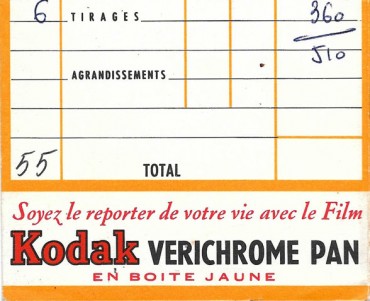 6 TIRAGES 360
510
AGRANDISSEMENTS
55 TOTAL
Soyez le reporter de votre vie avec le Film
Kodak VERICHROME PAN
EN BOITE JAUNE